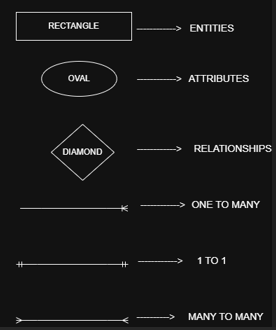 RECTANGLE ENTITIES
OVAL ATTRIBUTES
DIAMOND RELATIONSHIPS
ONE TO MANY
1 TO 1
MANY TO MANY